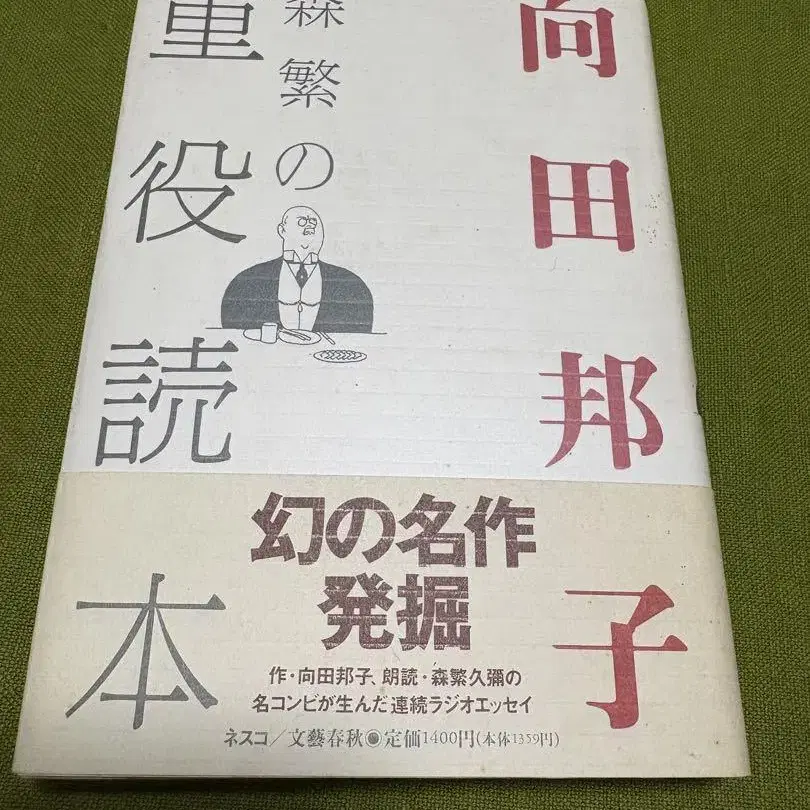 向田邦子
森繁の
重役読本
幻の名作
発掘
作・向田邦子、朗読・森繁久彌の
名コンビが生んだ連続ラジオエッセイ
ネスコ／文藝春秋◉定価1400円(本体1359円)